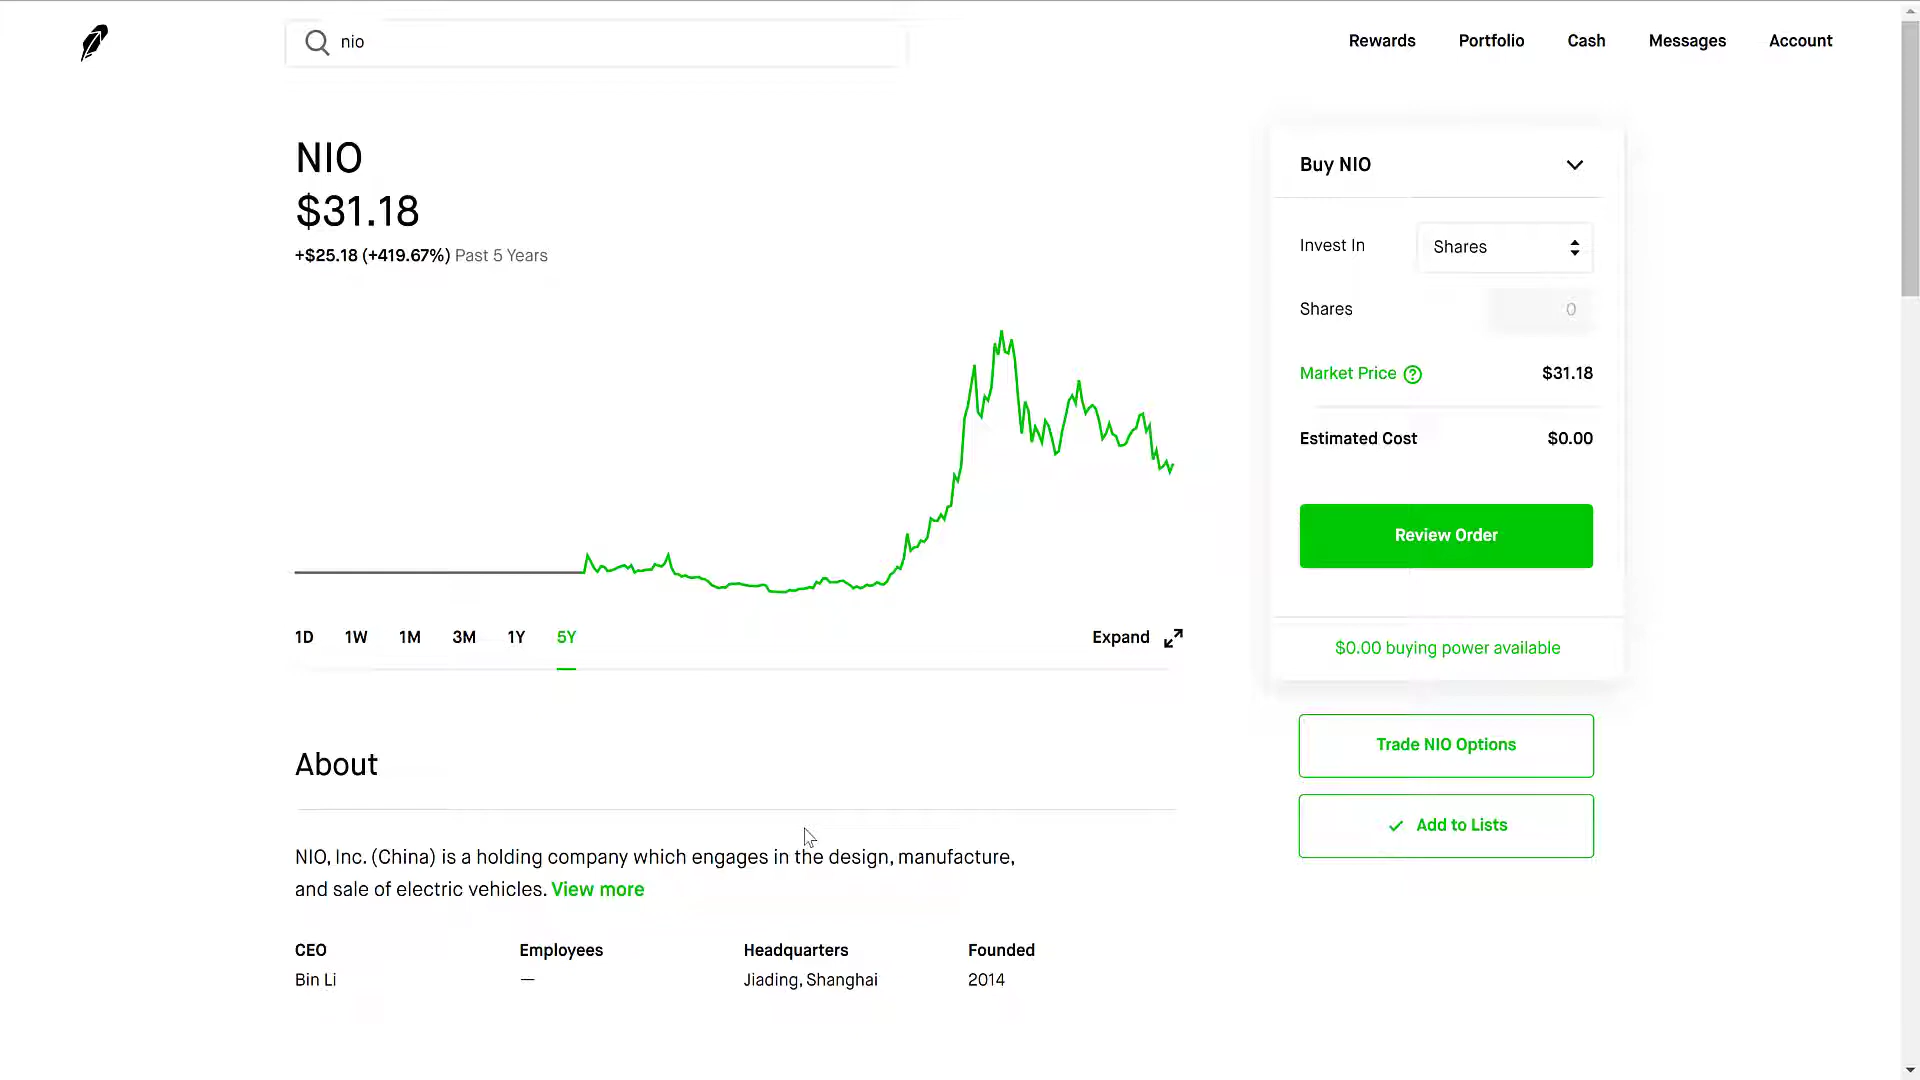 nio
Rewards
Portfolio
Cash
Messages
Account
NIO
$31.18
+$25.18 (+419.67%) Past 5 Years
1D
1W
1M
3M
1Y
5Y
Expand
Buy NIO
Invest In
Shares
Shares
0
Market Price ?
$31.18
Estimated Cost
$0.00
Review Order
$0.00 buying power available
Trade NIO Options
Add to Lists
About
NIO, Inc. (China) is a holding company which engages in the design, manufacture,
and sale of electric vehicles. View more
CEO
Bin Li
Employees
—
Headquarters
Jiading, Shanghai
Founded
2014